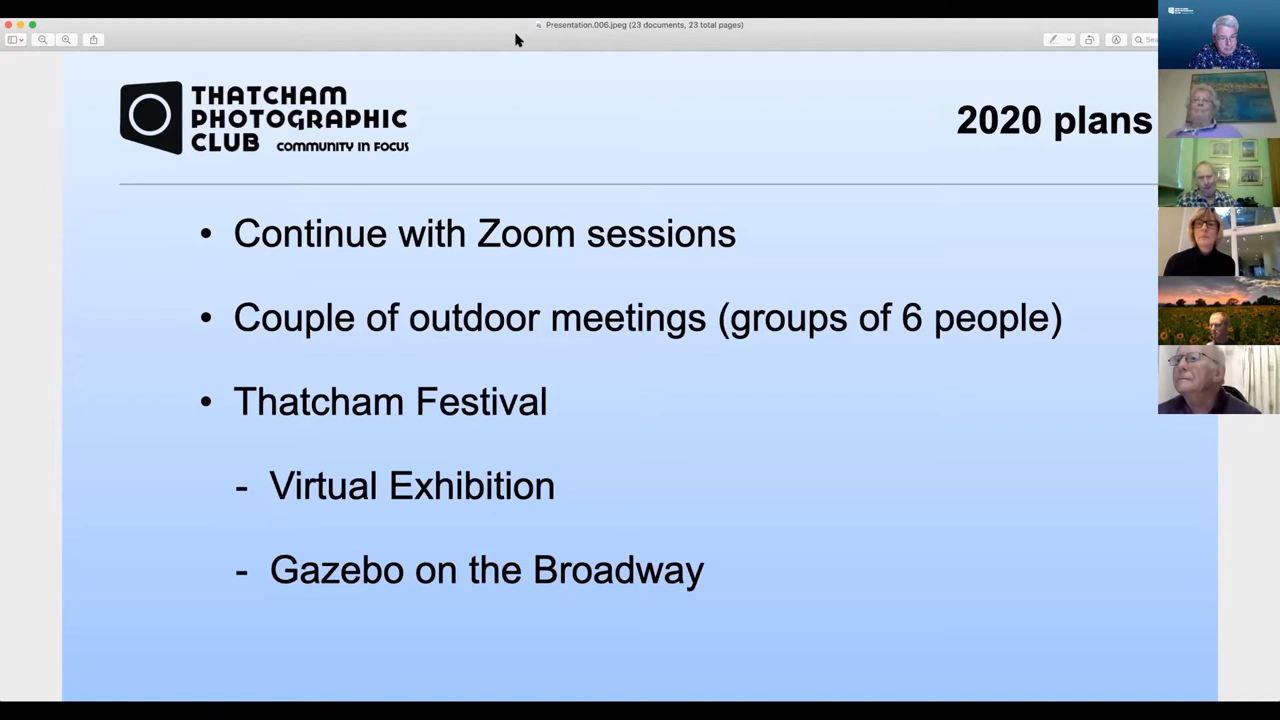 Presentation.006.jpeg (23 documents, 23 total pages)
THATCHAM
PHOTOGRAPHIC
CLUB COMMUNITY IN FOCUS
2020 plans
• Continue with Zoom sessions
• Couple of outdoor meetings (groups of 6 people)
• Thatcham Festival
- Virtual Exhibition
- Gazebo on the Broadway